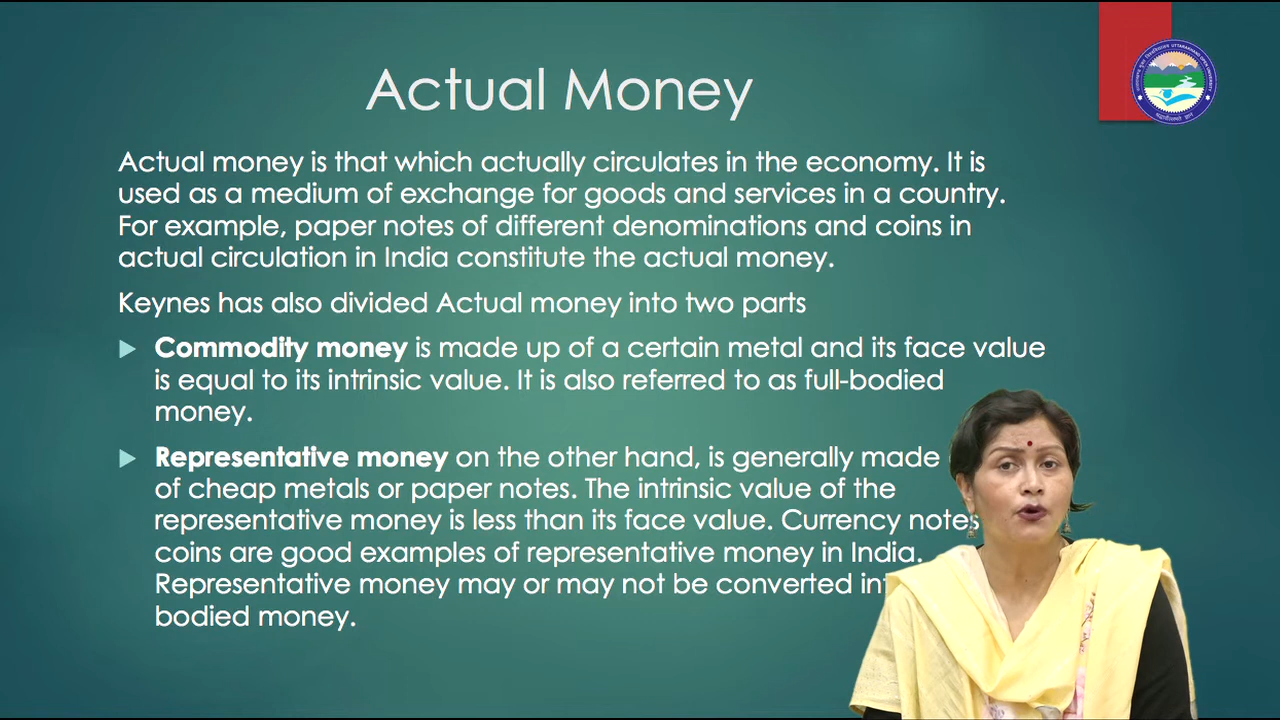 Actual Money
UTTARAKHAND OPEN UNIVERSITY
Actual money is that which actually circulates in the economy. It is
used as a medium of exchange for goods and services in a country.
For example, paper notes of different denominations and coins in
actual circulation in India constitute the actual money.
Keynes has also divided Actual money into two parts
Commodity money is made up of a certain metal and its face value
is equal to its intrinsic value. It is also referred to as full-bodied
money.
Representative money on the other hand, is generally made
of cheap metals or paper notes. The intrinsic value of the
representative money is less than its face value. Currency notes
coins are good examples of representative money in India.
Representative money may or may not be converted
bodied money.